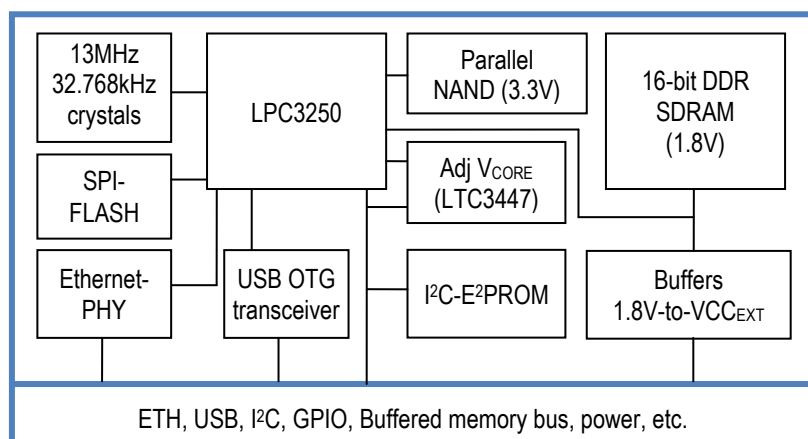 13MHz
32.768kHz
crystals
LPC3250
Parallel
NAND (3.3V)
16-bit DDR
SDRAM
(1.8V)
SPI-
FLASH
Adj VCORE
(LTC3447)
Ethernet-
PHY
USB OTG
transceiver
I²C-E²PROM
Buffers
1.8V-to-VCCEXT
ETH, USB, I²C, GPIO, Buffered memory bus, power, etc.